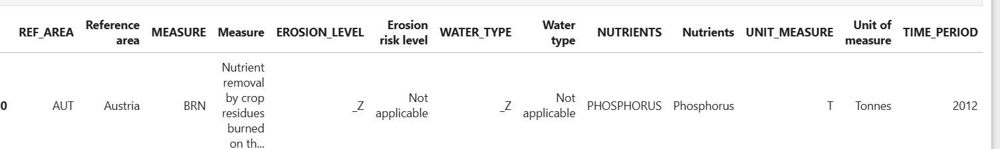 REF_AREA Reference area MEASURE Measure EROSION_LEVEL Erosion risk level WATER_TYPE Water type NUTRIENTS Nutrients UNIT_MEASURE Unit of measure TIME_PERIOD
0 AUT Austria BRN Nutrient removal by crop residues burned on th... _Z Not applicable _Z Not applicable PHOSPHORUS Phosphorus T Tonnes 2012